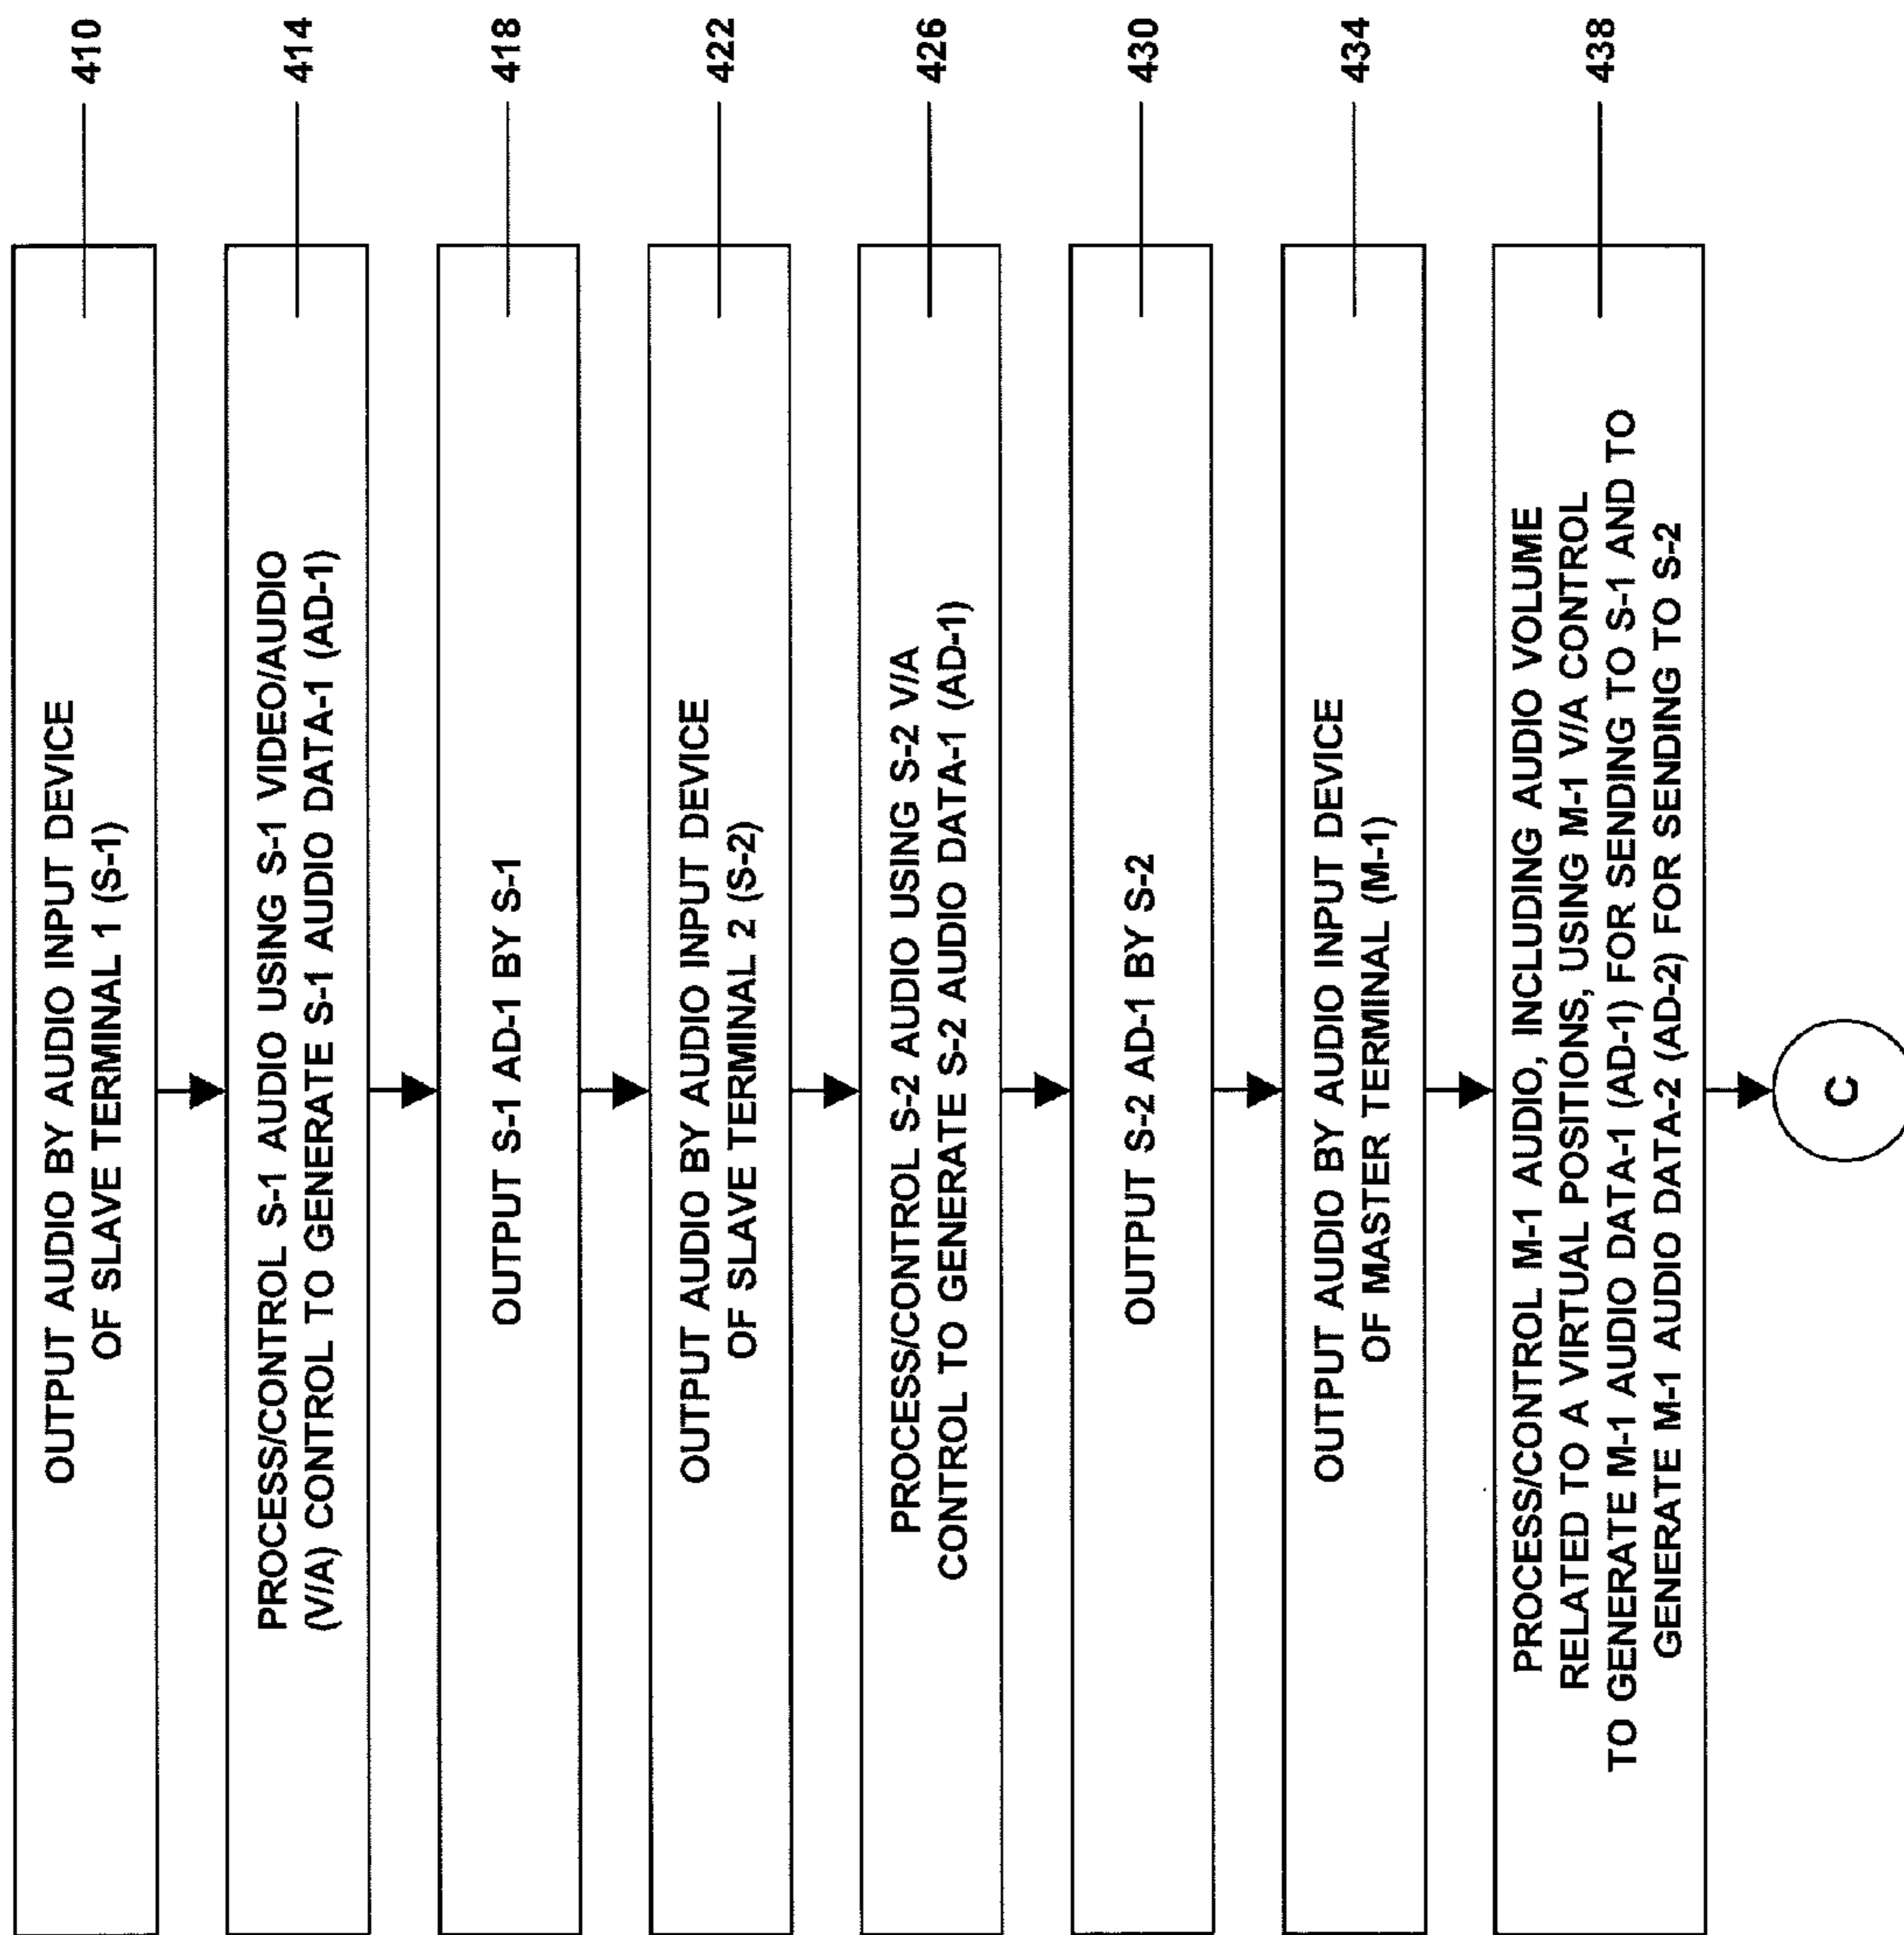 OUTPUT AUDIO BY AUDIO INPUT DEVICE
OF SLAVE TERMINAL 1 (S-1)
410
PROCESS/CONTROL S-1 AUDIO USING S-1 VIDEO/AUDIO
(V/A) CONTROL TO GENERATE S-1 AUDIO DATA-1 (AD-1)
414
OUTPUT S-1 AD-1 BY S-1
418
OUTPUT AUDIO BY AUDIO INPUT DEVICE
OF SLAVE TERMINAL 2 (S-2)
422
PROCESS/CONTROL S-2 AUDIO USING S-2 V/A
CONTROL TO GENERATE S-2 AUDIO DATA-1 (AD-1)
426
OUTPUT S-2 AD-1 BY S-2
430
OUTPUT AUDIO BY AUDIO INPUT DEVICE
OF MASTER TERMINAL (M-1)
434
PROCESS/CONTROL M-1 AUDIO, INCLUDING AUDIO VOLUME
RELATED TO A VIRTUAL POSITIONS, USING M-1 V/A CONTROL
TO GENERATE M-1 AUDIO DATA-1 (AD-1) FOR SENDING TO S-1 AND TO
GENERATE M-1 AUDIO DATA-2 (AD-2) FOR SENDING TO S-2
438
C